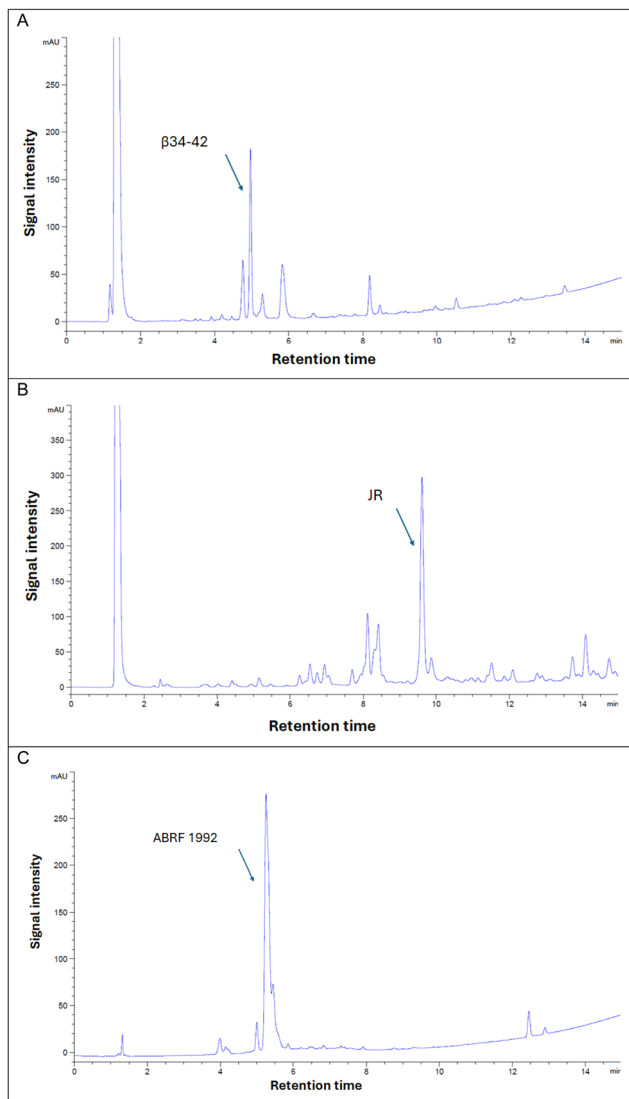 A
mAU
250
200
150
100
50
0
β34-42
Signal intensity
0 2 4 6 8 10 12 14 min
Retention time
B
mAU
350
300
250
200
150
100
50
0
JR
Signal intensity
0 2 4 6 8 10 12 14 min
Retention time
C
mAU
250
200
150
100
50
0
ABRF 1992
Signal intensity
0 2 4 6 8 10 12 14 min
Retention time